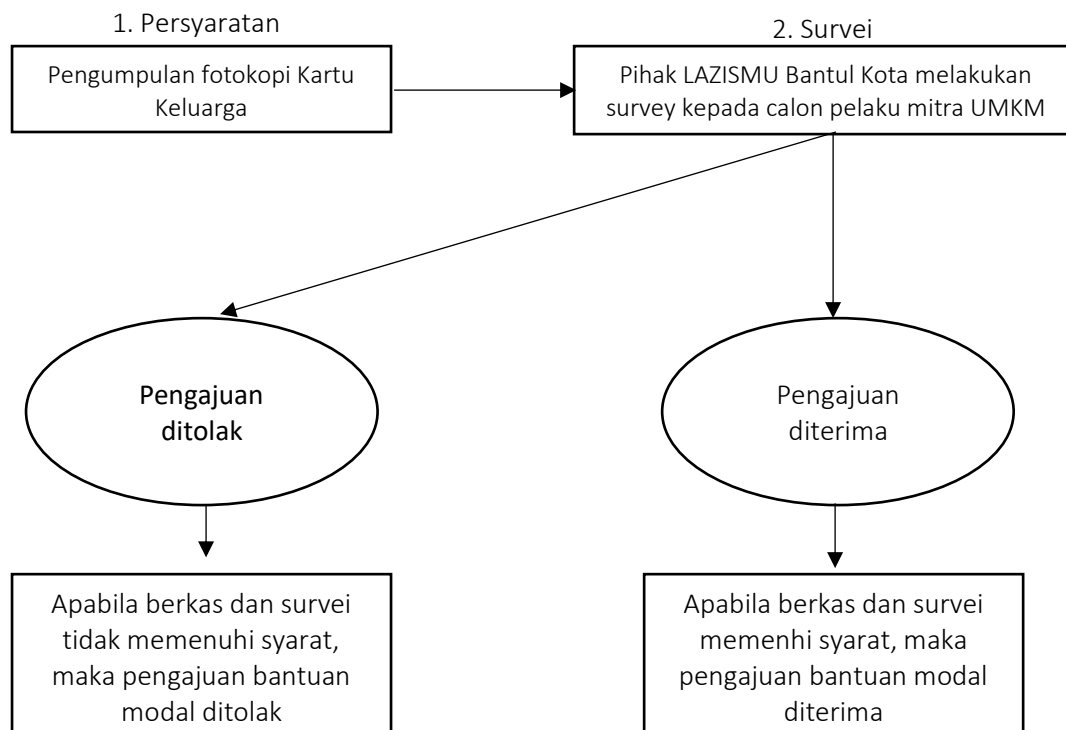 1. Persyaratan
Pengumpulan fotokopi Kartu
Keluarga
2. Survei
Pihak LAZISMU Bantul Kota melakukan
survey kepada calon pelaku mitra UMKM
Pengajuan
ditolak
Pengajuan
diterima
Apabila berkas dan survei
tidak memenuhi syarat,
maka pengajuan bantuan
modal ditolak
Apabila berkas dan survei
memenhi syarat, maka
pengajuan bantuan modal
diterima